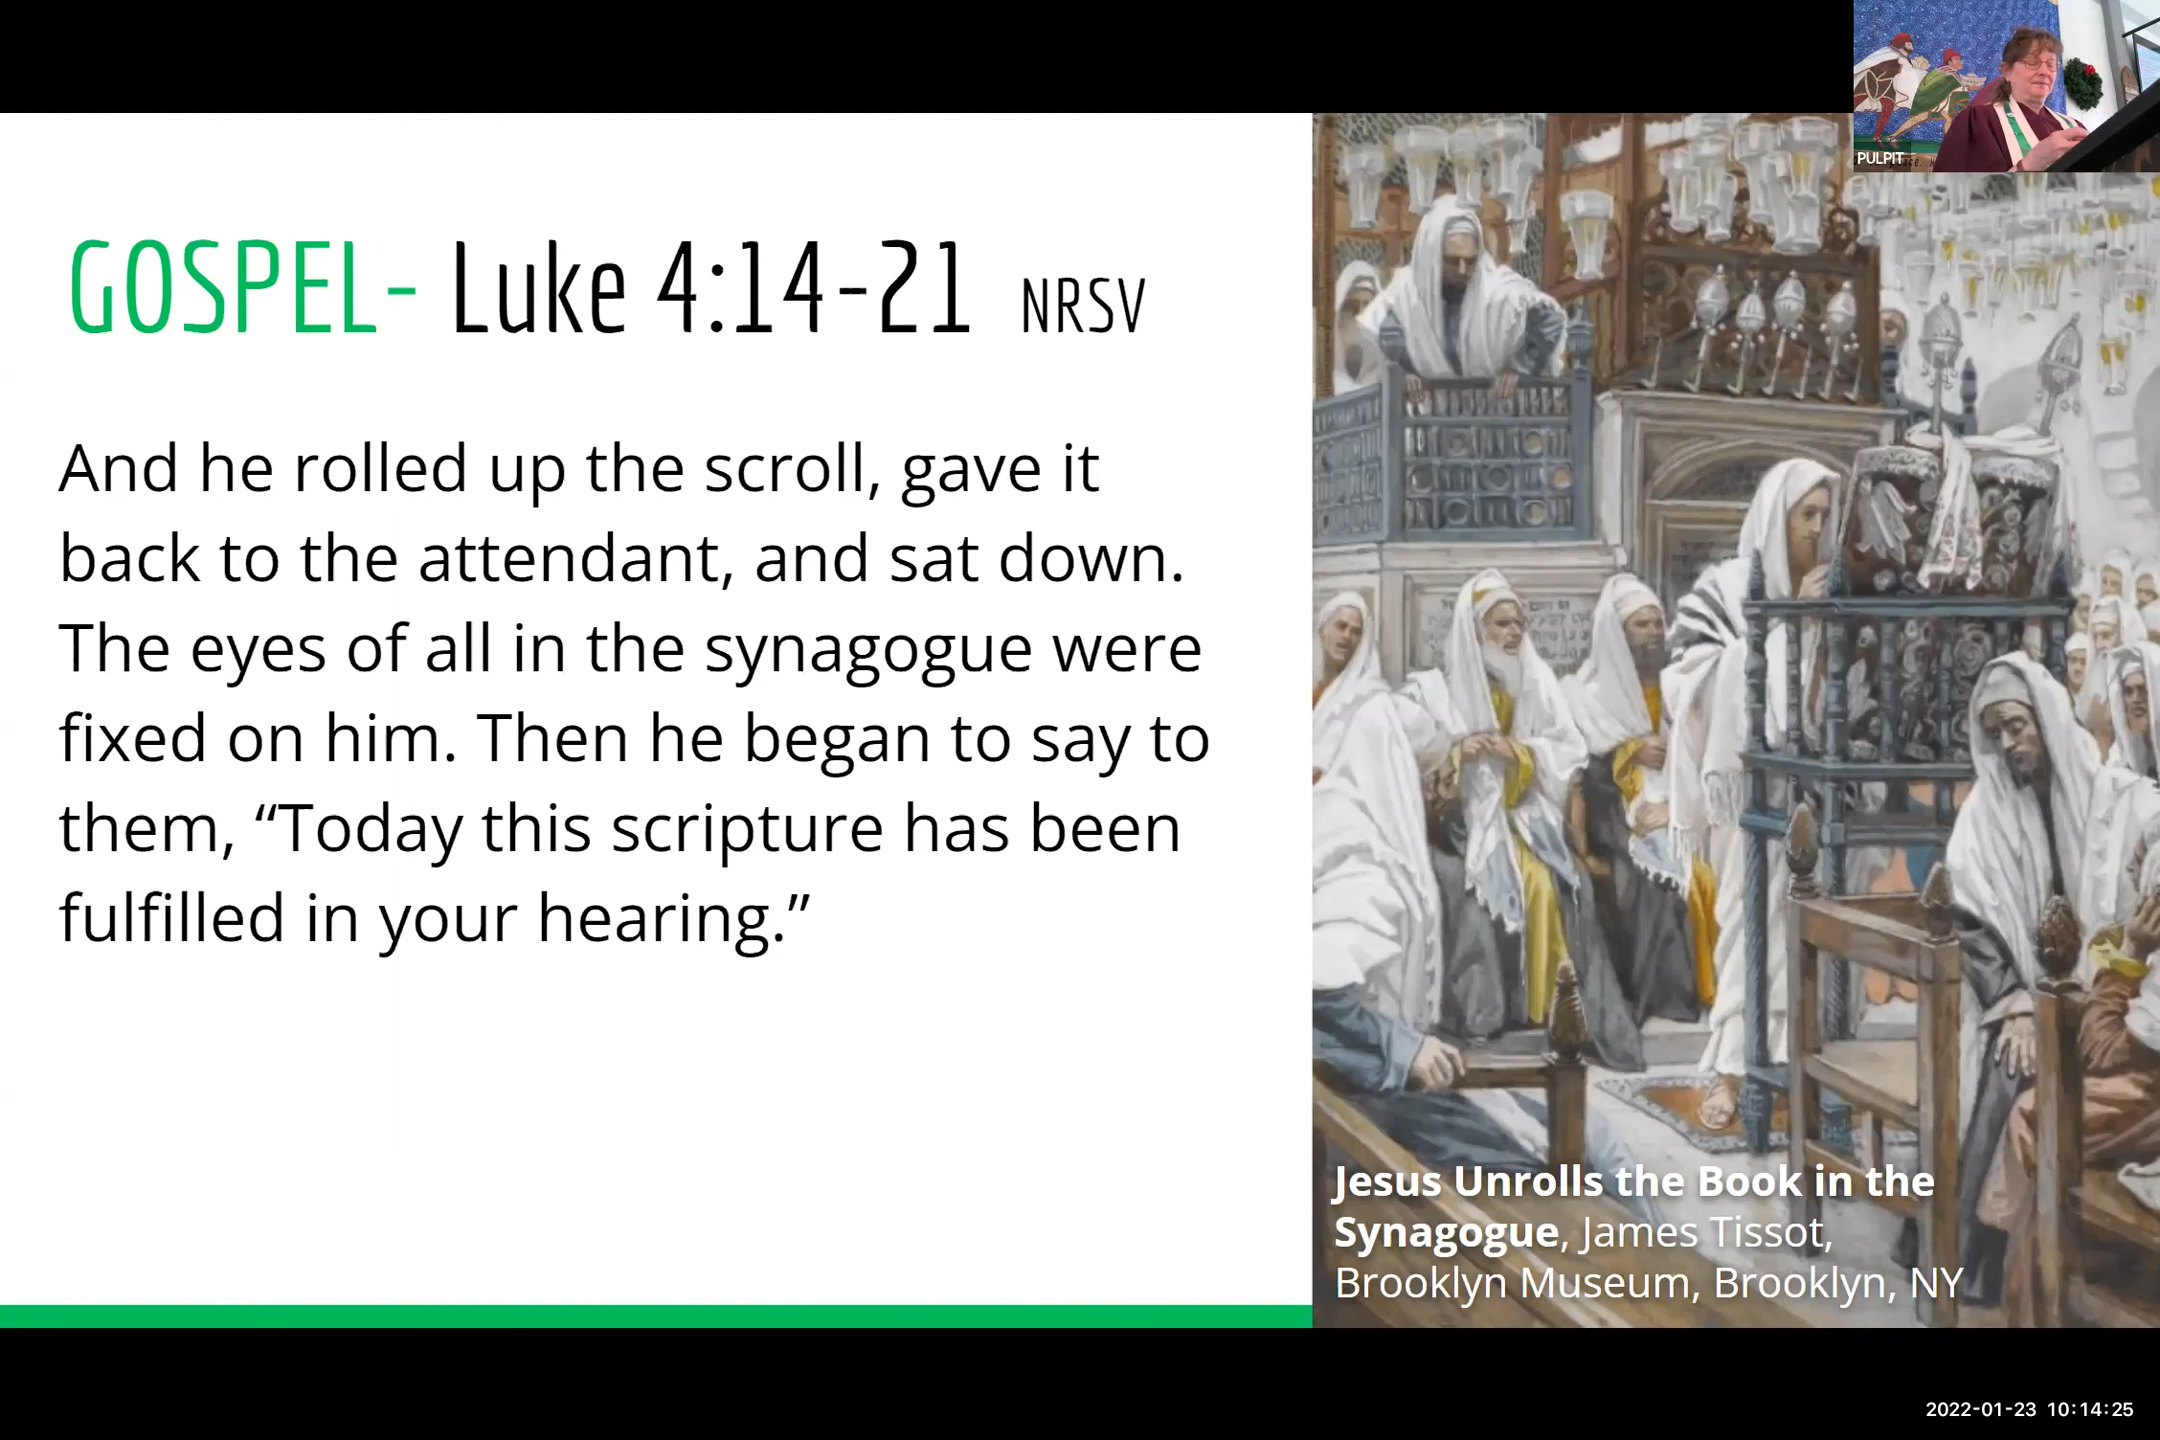 PULPIT
GOSPEL- Luke 4:14-21 NRSV
And he rolled up the scroll, gave it
back to the attendant, and sat down.
The eyes of all in the synagogue were
fixed on him. Then he began to say to
them, “Today this scripture has been
fulfilled in your hearing.”
Jesus Unrolls the Book in the
Synagogue, James Tissot,
Brooklyn Museum, Brooklyn, NY
2022-01-23 10:14:25